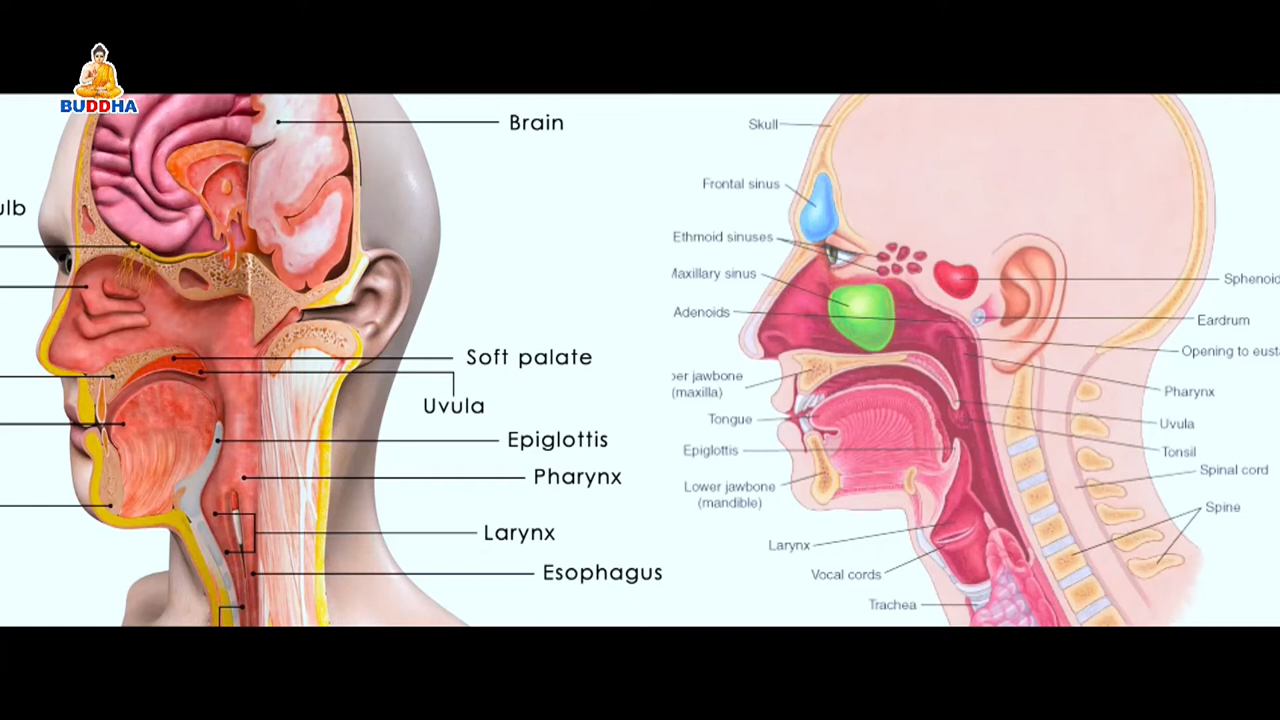 BUDDHA
Brain
ulb
Soft palate
Uvula
Epiglottis
Pharynx
Larynx
Esophagus
Skull
Frontal sinus
Ethmoid sinuses
Maxillary sinus
Adenoids
per jawbone
(maxilla)
Tongue
Epiglottis
Lower jawbone
(mandible)
Larynx
Vocal cords
Trachea
Sphenoid
Eardrum
Opening to eusta
Pharynx
Uvula
Tonsil
Spinal cord
Spine